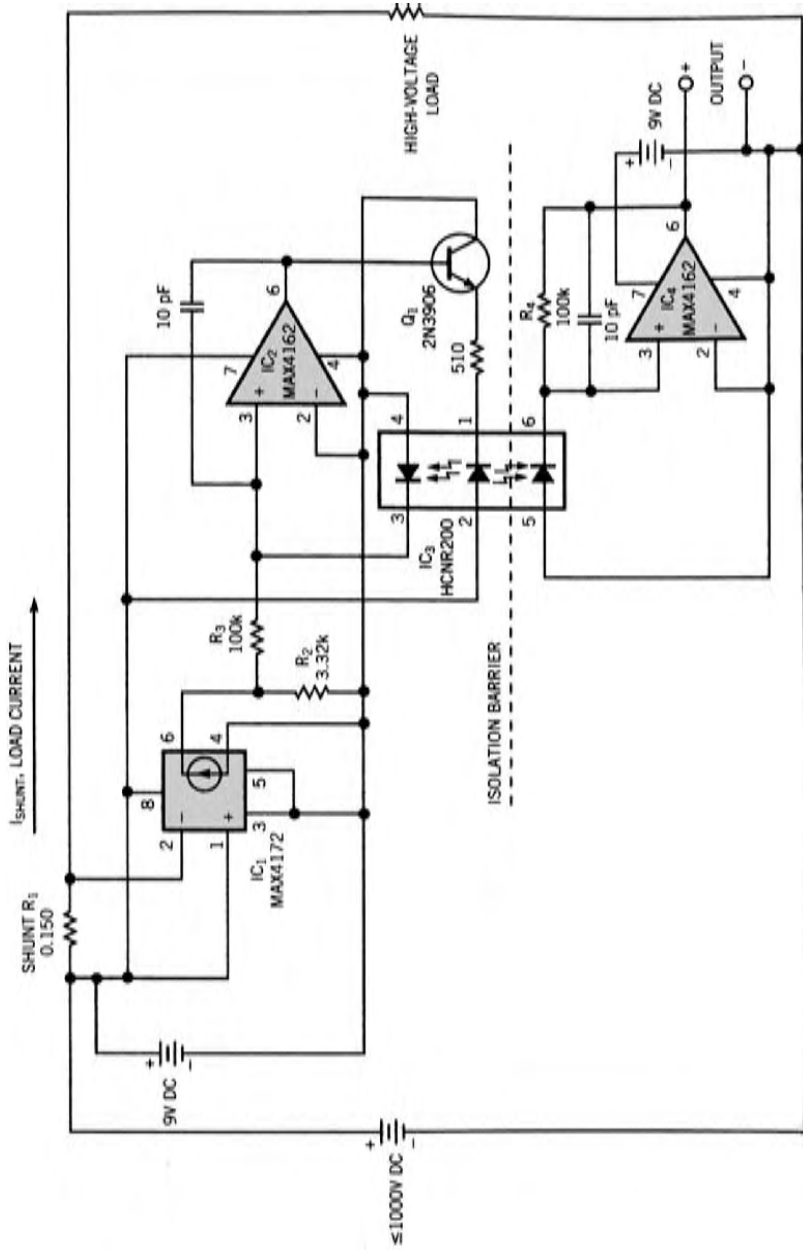 I_SHUNT, LOAD CURRENT
SHUNT R₁
0.150
+
9V DC
−
+
≤1000V DC
−
2
−
8
6
1
+
4
3
5
IC₁
MAX4172
R₃
100k
R₂
3.32k
10 pF
3
+
7
IC₂
MAX4162
6
2
−
4
3
4
2
1
5
6
IC₃
HCNR200
510
Q₁
2N3906
ISOLATION BARRIER
HIGH-VOLTAGE
LOAD
R₄
100k
10 pF
3
+
7
IC₄
MAX4162
6
2
−
4
+
9V DC
−
+
OUTPUT
−